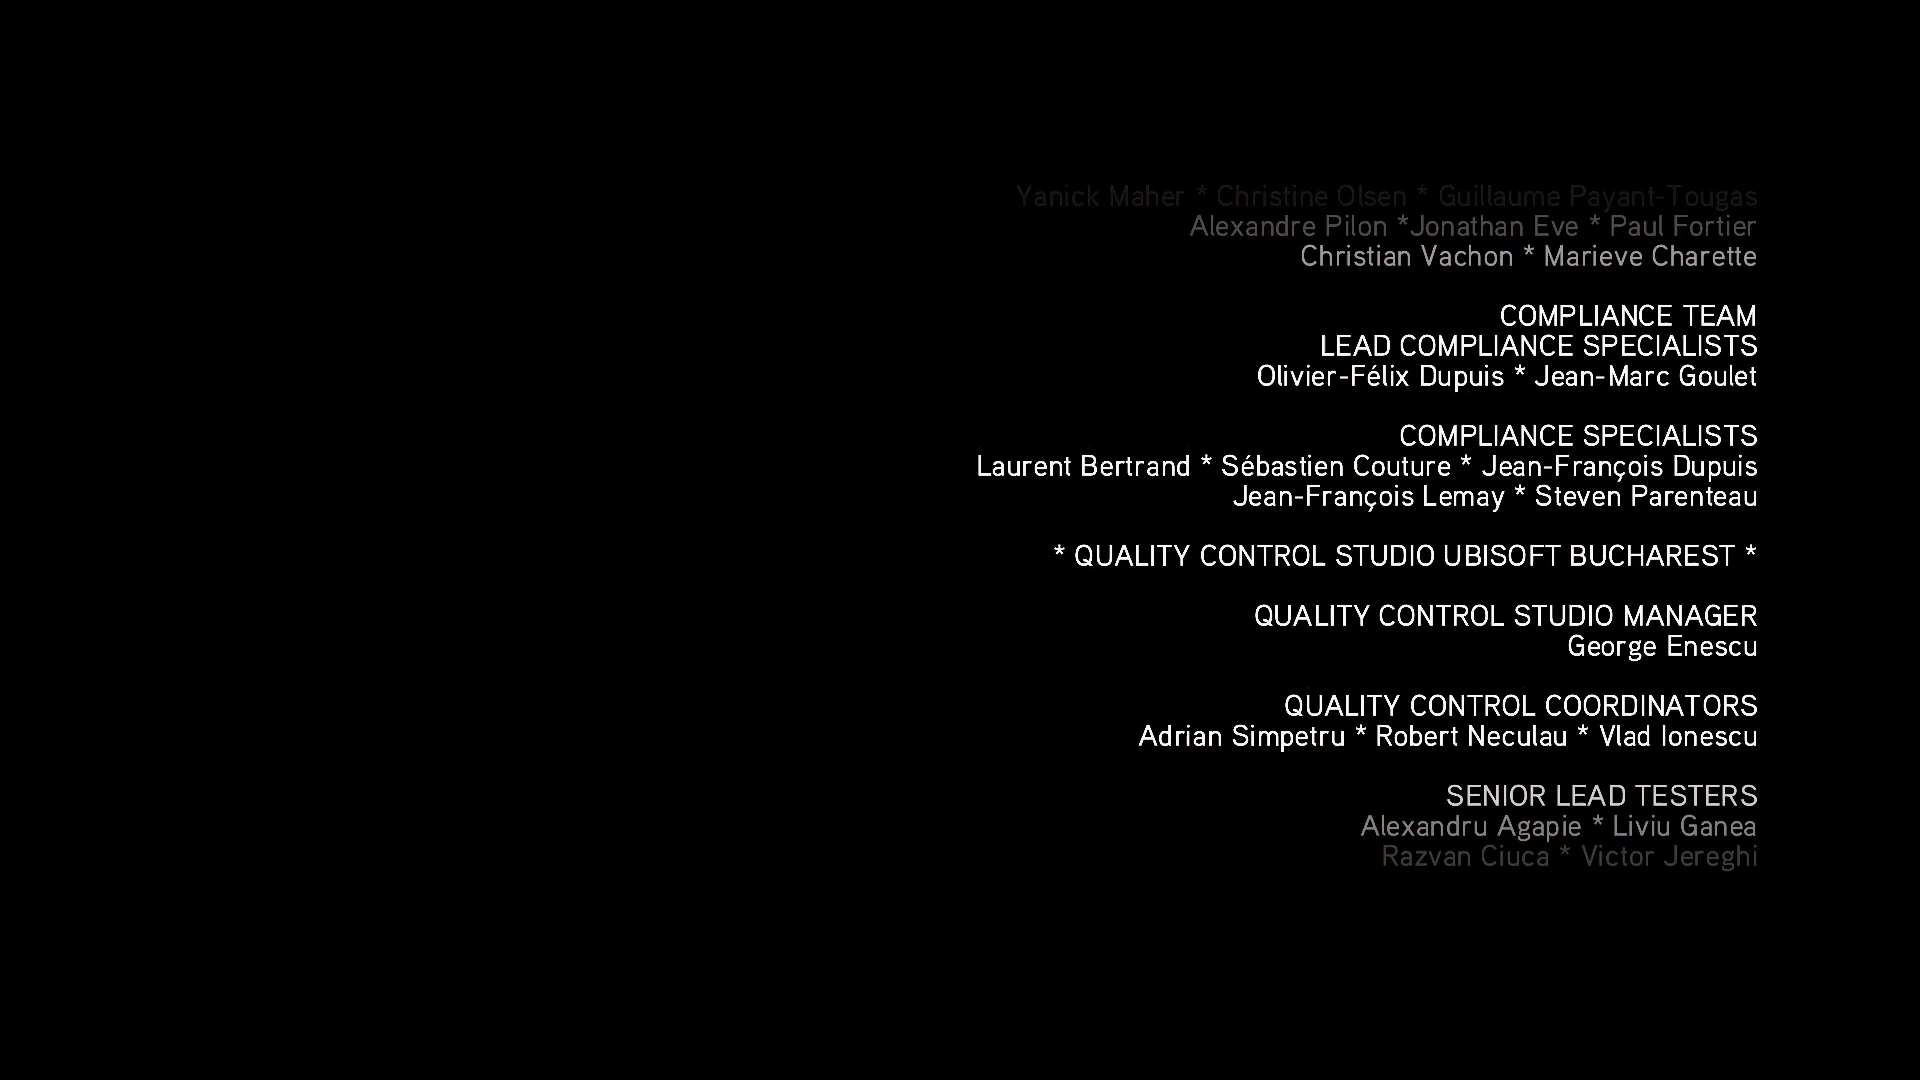 Yanick Maher * Christine Olsen * Guillaume Payant-Tougas
Alexandre Pilon *Jonathan Eve * Paul Fortier
Christian Vachon * Marieve Charette
COMPLIANCE TEAM
LEAD COMPLIANCE SPECIALISTS
Olivier-Félix Dupuis * Jean-Marc Goulet
COMPLIANCE SPECIALISTS
Laurent Bertrand * Sébastien Couture * Jean-François Dupuis
Jean-François Lemay * Steven Parenteau
* QUALITY CONTROL STUDIO UBISOFT BUCHAREST *
QUALITY CONTROL STUDIO MANAGER
George Enescu
QUALITY CONTROL COORDINATORS
Adrian Simpetru * Robert Neculau * Vlad Ionescu
SENIOR LEAD TESTERS
Alexandru Agapie * Liviu Ganea
Razvan Ciuca * Victor Jereghi